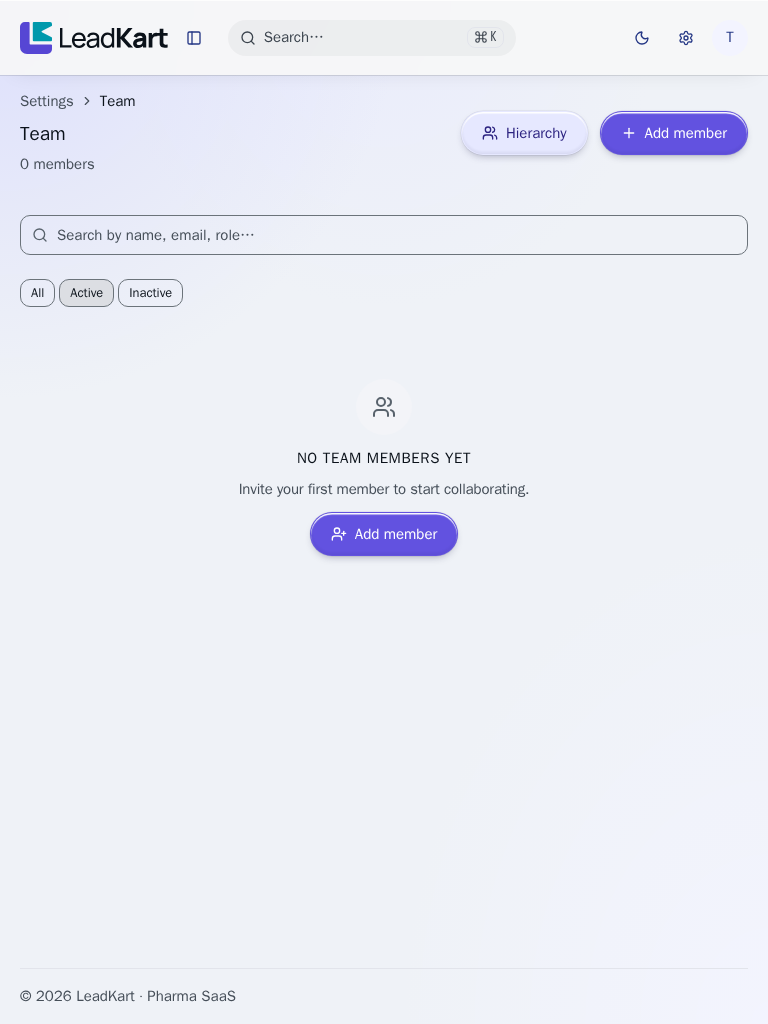 LeadKart
Search…
⌘K
T
Settings > Team
Team
0 members
Hierarchy
Add member
Search by name, email, role…
All
Active
Inactive
NO TEAM MEMBERS YET
Invite your first member to start collaborating.
Add member
© 2026 LeadKart · Pharma SaaS